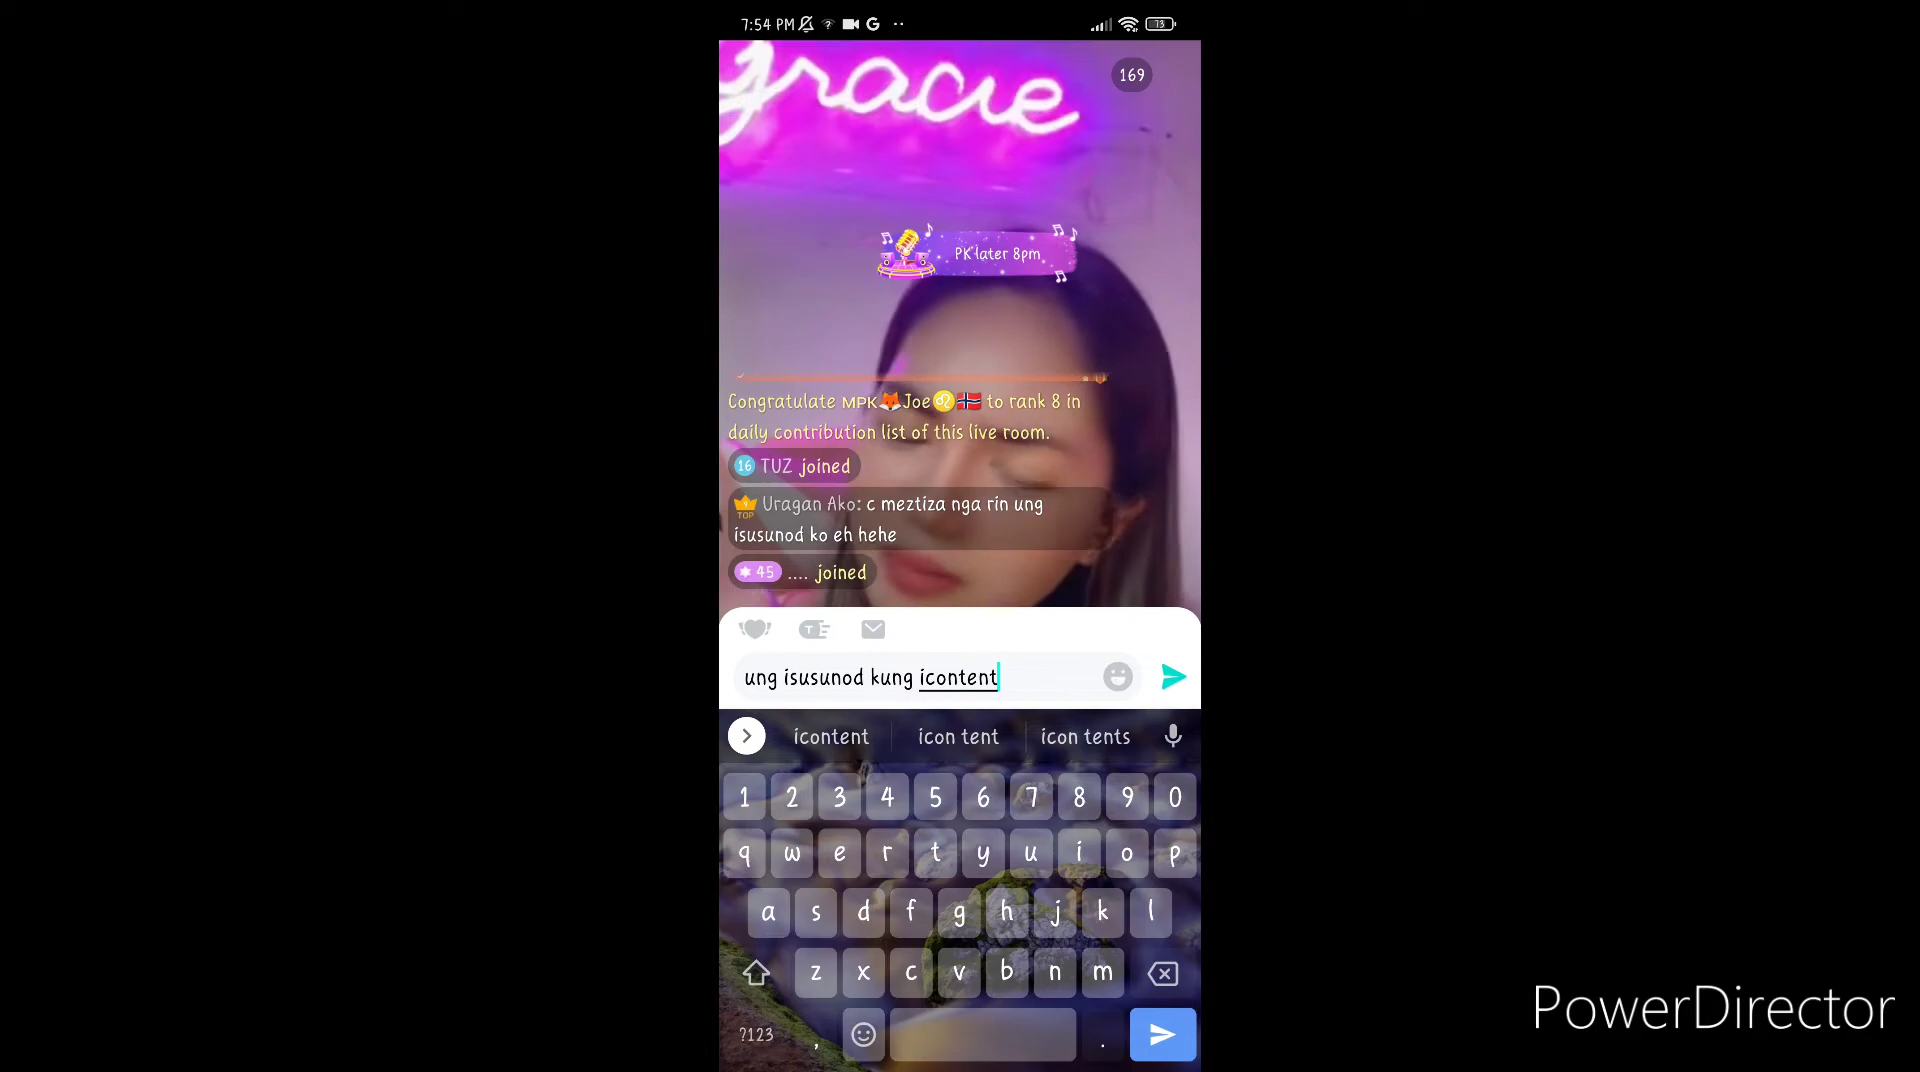 7:54 PM
73
gracie
169
PK later 8pm
Congratulate MPK🦊Joe♌🇳🇴 to rank 8 in
daily contribution list of this live room.
16 TUZ joined
TOP Uragan Ako: c meztiza nga rin ung
isusunod ko eh hehe
45 .... joined
ung isusunod kung icontent
icontent icon tent icon tents
1 2 3 4 5 6 7 8 9 0
q w e r t y u i o p
a s d f g h j k l
z x c v b n m
?123 , .
PowerDirector